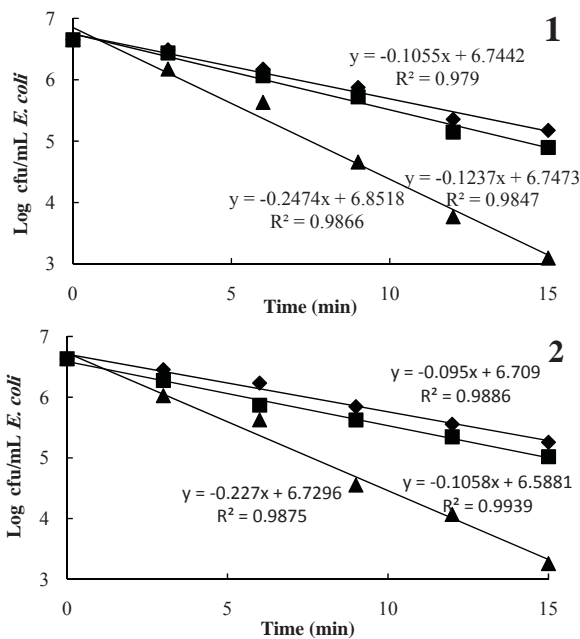 1
7
y = -0.1055x + 6.7442
R² = 0.979
6
5
y = -0.1237x + 6.7473
R² = 0.9847
y = -0.2474x + 6.8518
R² = 0.9866
4
3
0 5 10 15
Time (min)
Log cfu/mL E. coli
2
7
y = -0.095x + 6.709
R² = 0.9886
6
5
y = -0.1058x + 6.5881
R² = 0.9939
y = -0.227x + 6.7296
R² = 0.9875
4
3
0 5 10 15
Time (min)
Log cfu/mL E. coli